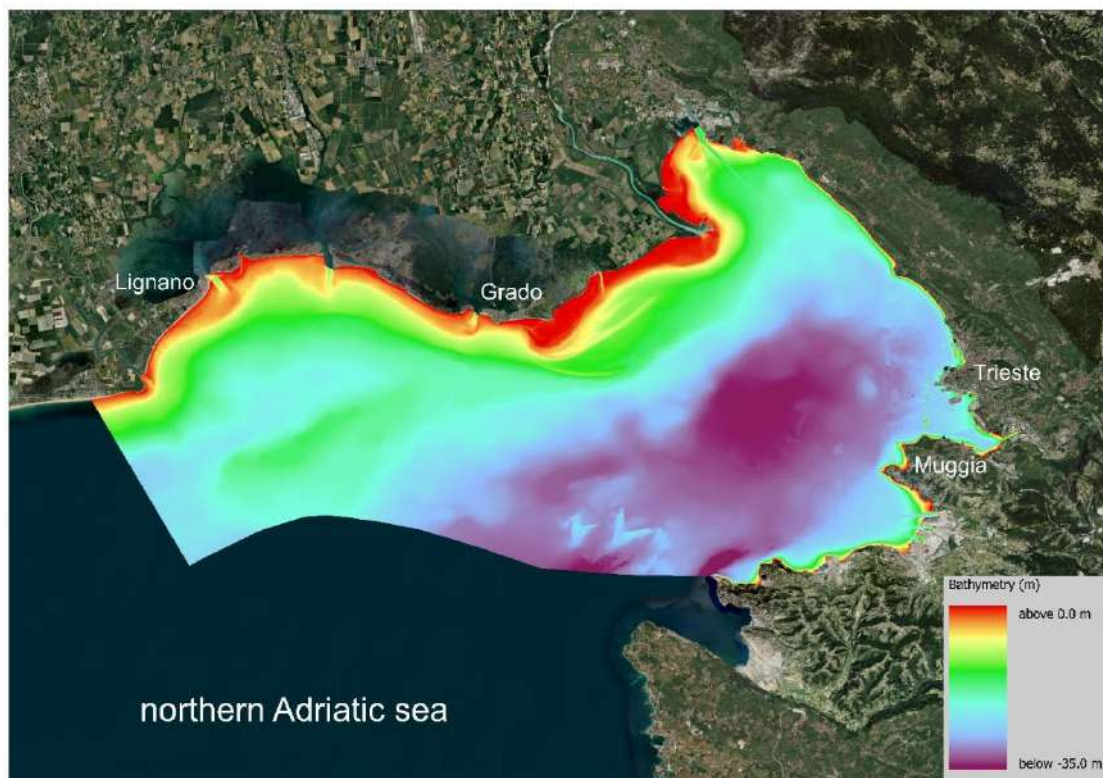 Lignano
Grado
Trieste
Muggia
northern Adriatic sea
Bathymetry (m)
above 0.0 m
below -35.0 m